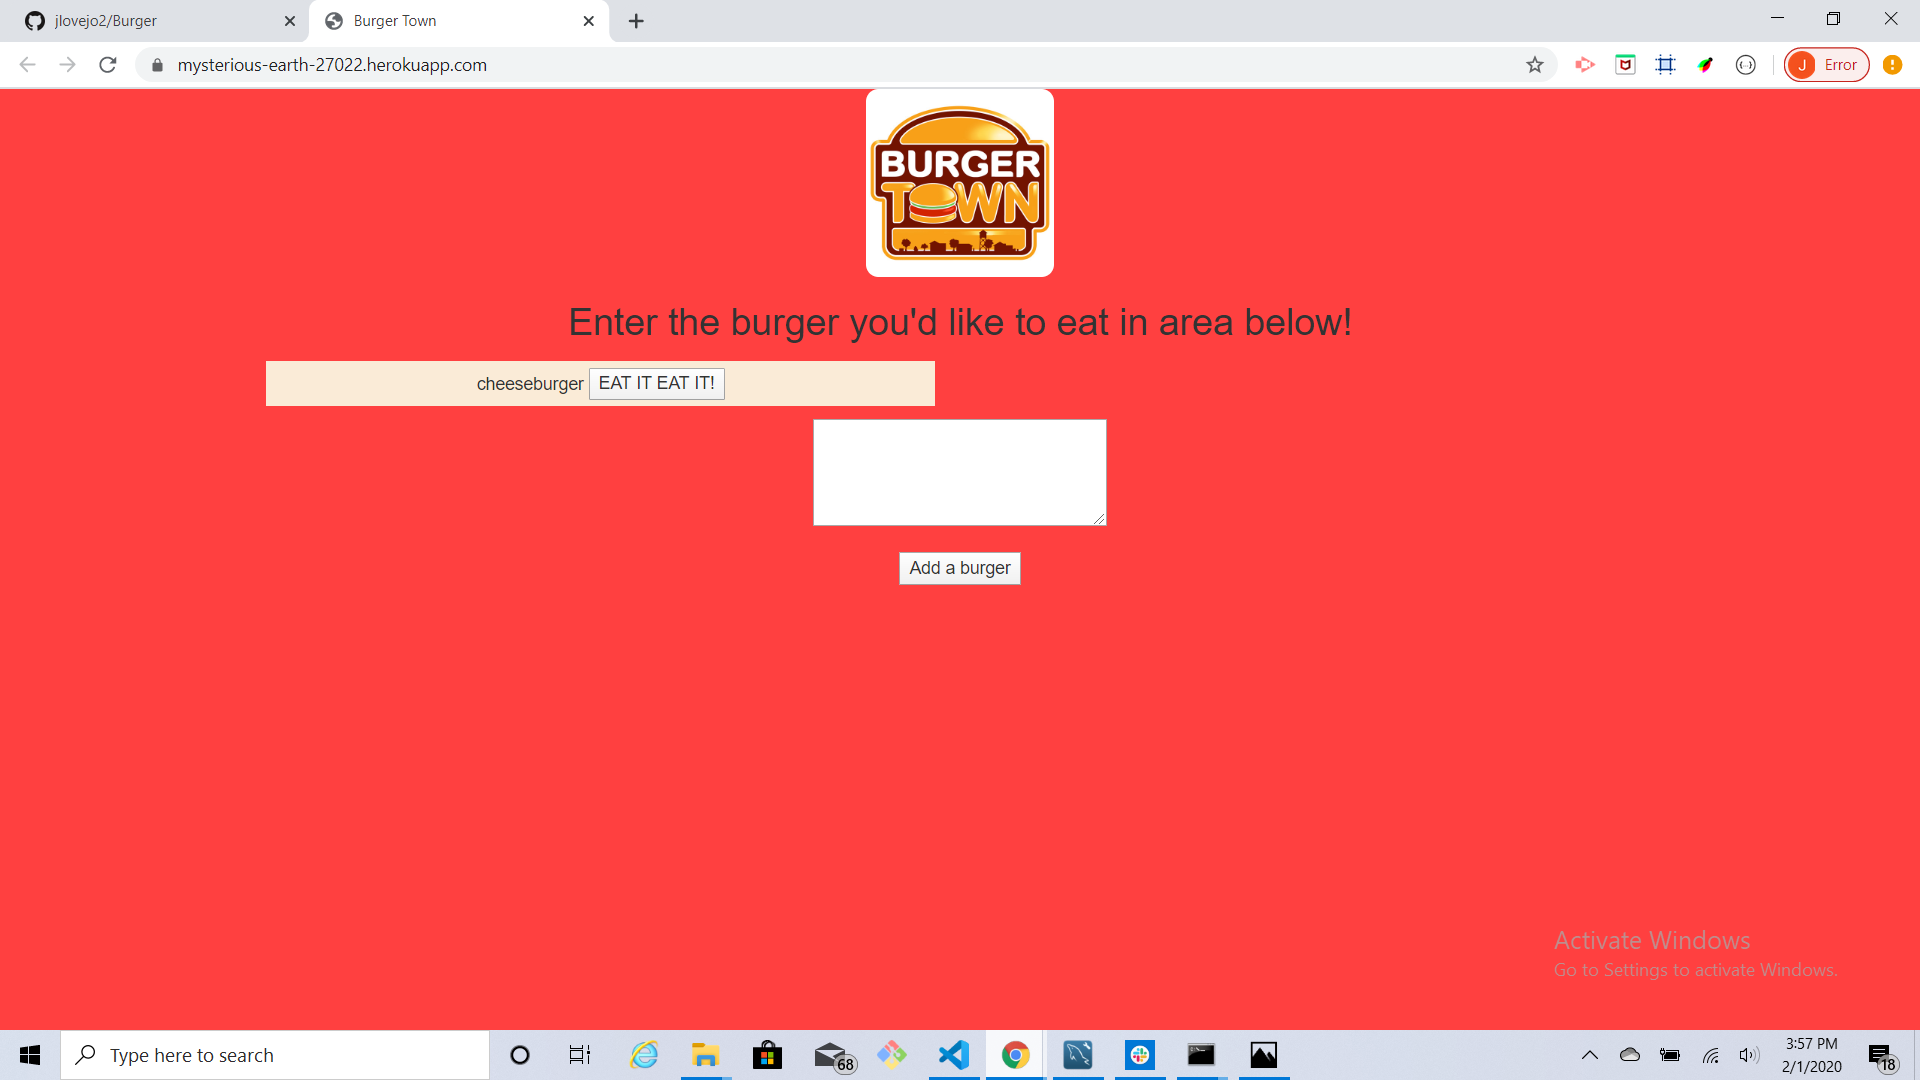 jlovejo2/Burger
Burger Town
mysterious-earth-27022.herokuapp.com
J Error
BURGER
TOWN
Enter the burger you'd like to eat in area below!
cheeseburger EAT IT EAT IT!
Add a burger
Activate Windows
Go to Settings to activate Windows.
Type here to search
68
3:57 PM
2/1/2020
18